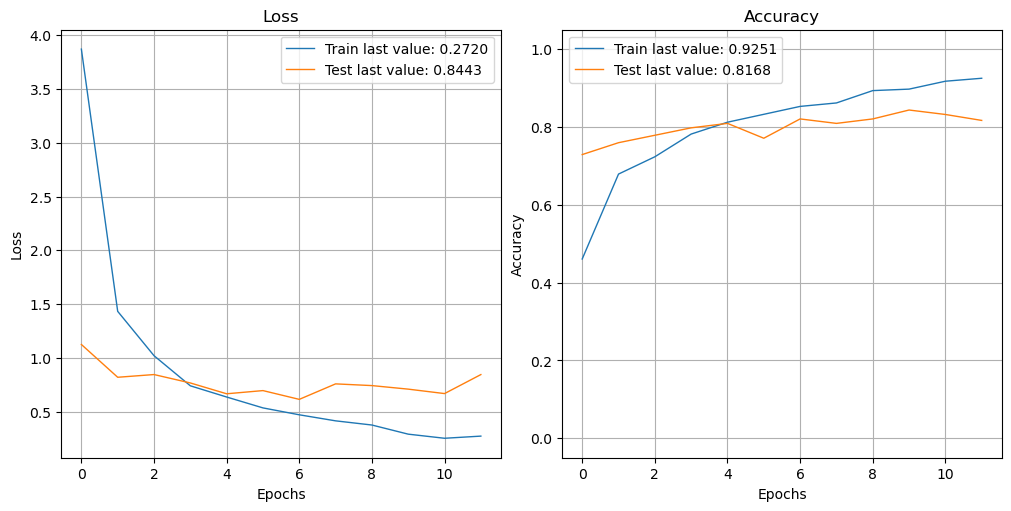 Loss
4.0
3.5
3.0
2.5
2.0
1.5
1.0
0.5
Loss
Train last value: 0.2720
Test last value: 0.8443
0 2 4 6 8 10
Epochs
Accuracy
1.0
0.8
0.6
0.4
0.2
0.0
Accuracy
Train last value: 0.9251
Test last value: 0.8168
0 2 4 6 8 10
Epochs